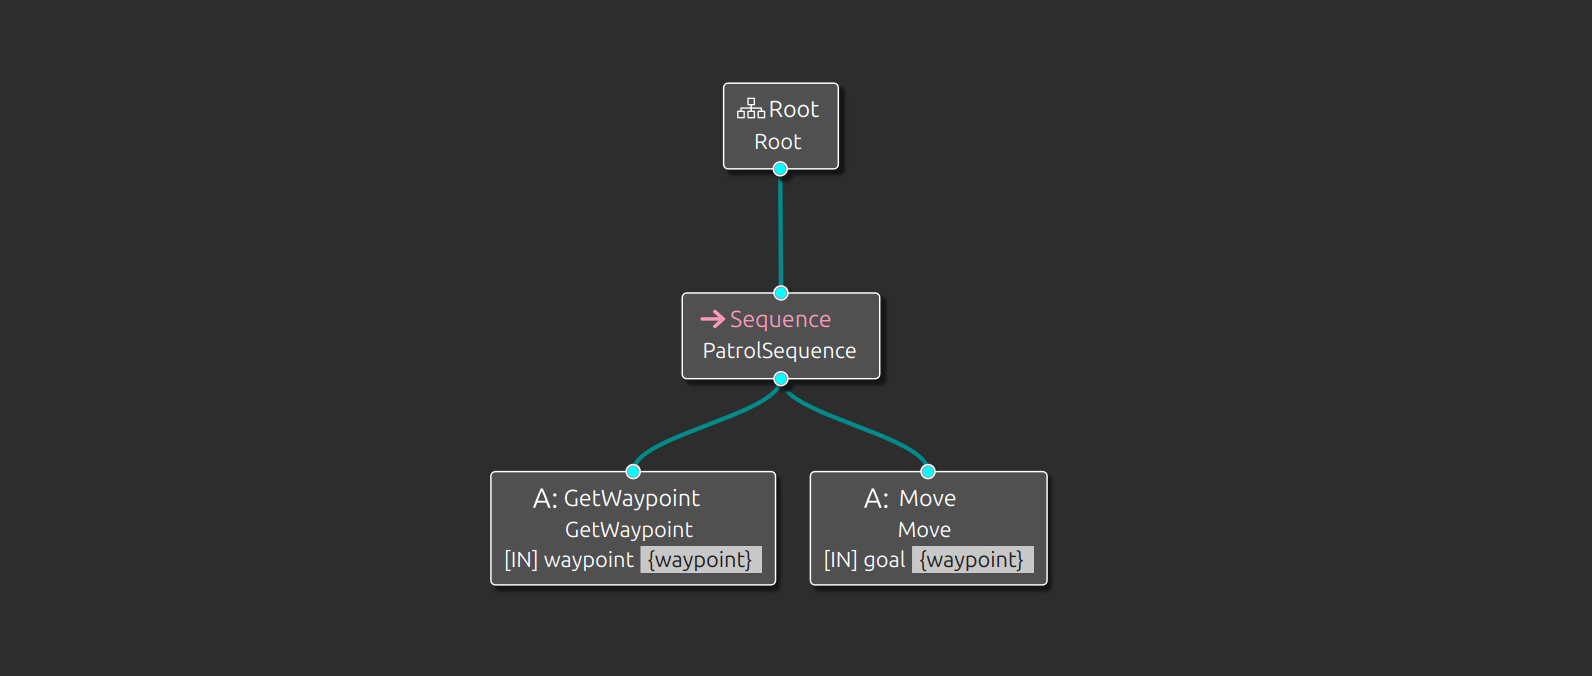 Root
Root
Sequence
PatrolSequence
A: GetWaypoint
GetWaypoint
[IN] waypoint {waypoint}
A: Move
Move
[IN] goal {waypoint}